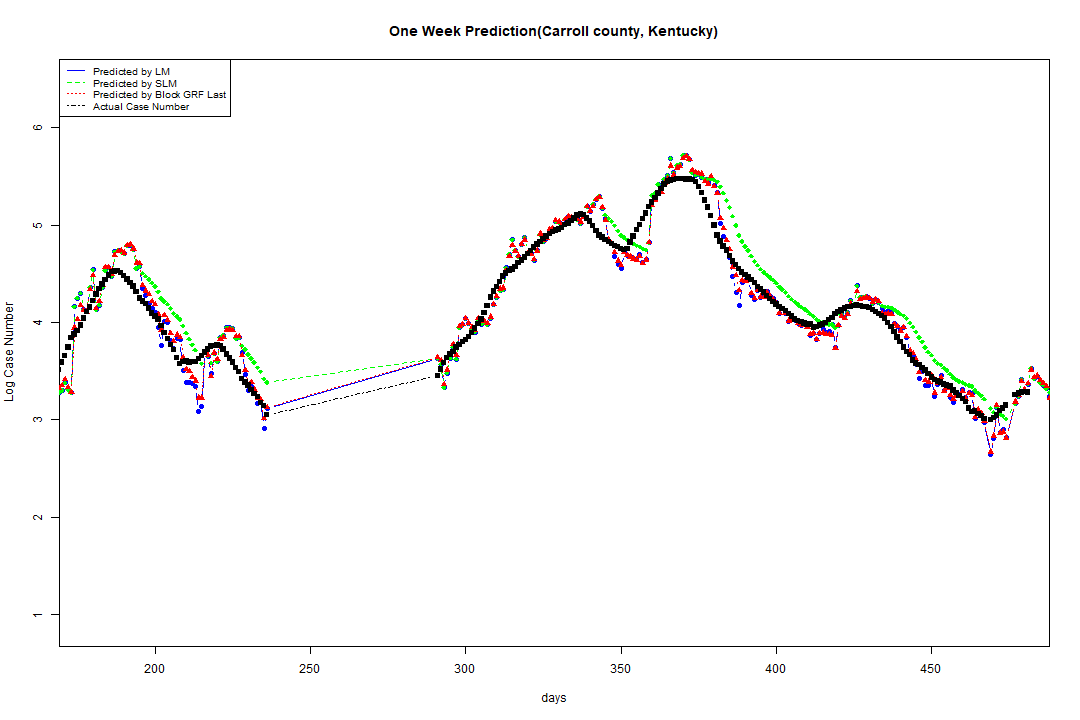 One Week Prediction(Carroll county, Kentucky)
Predicted by LM
Predicted by SLM
Predicted by Block GRF Last
Actual Case Number
Log Case Number
6
5
4
3
2
1
200 250 300 350 400 450
days